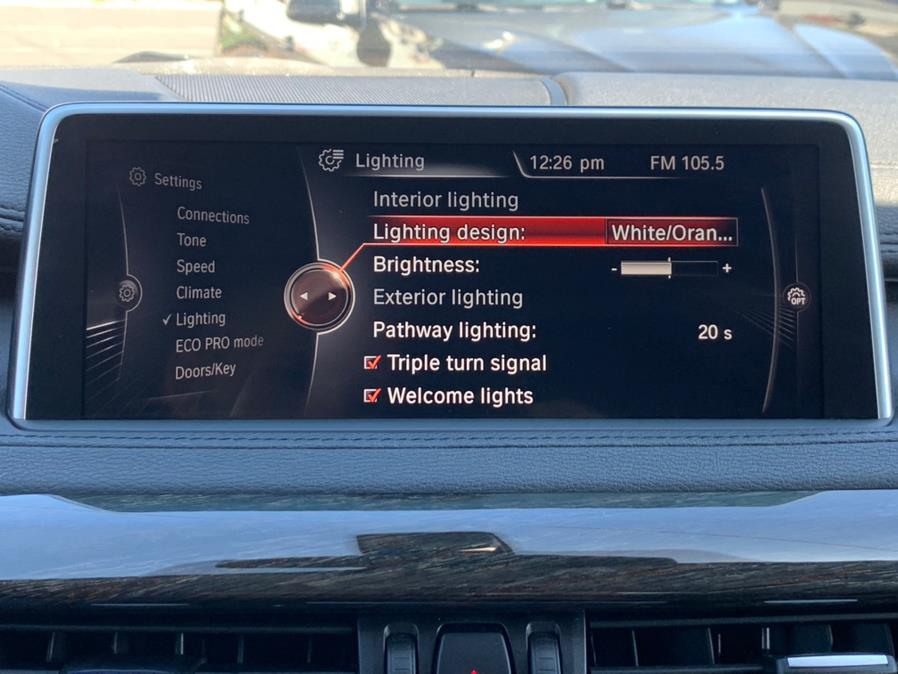 Settings
Connections
Tone
Speed
Climate
✓ Lighting
ECO PRO mode
Doors/Key
Lighting 12:26 pm FM 105.5
Interior lighting
Lighting design: White/Oran...
Brightness: - +
Exterior lighting
Pathway lighting: 20 s
Triple turn signal
Welcome lights
OPT